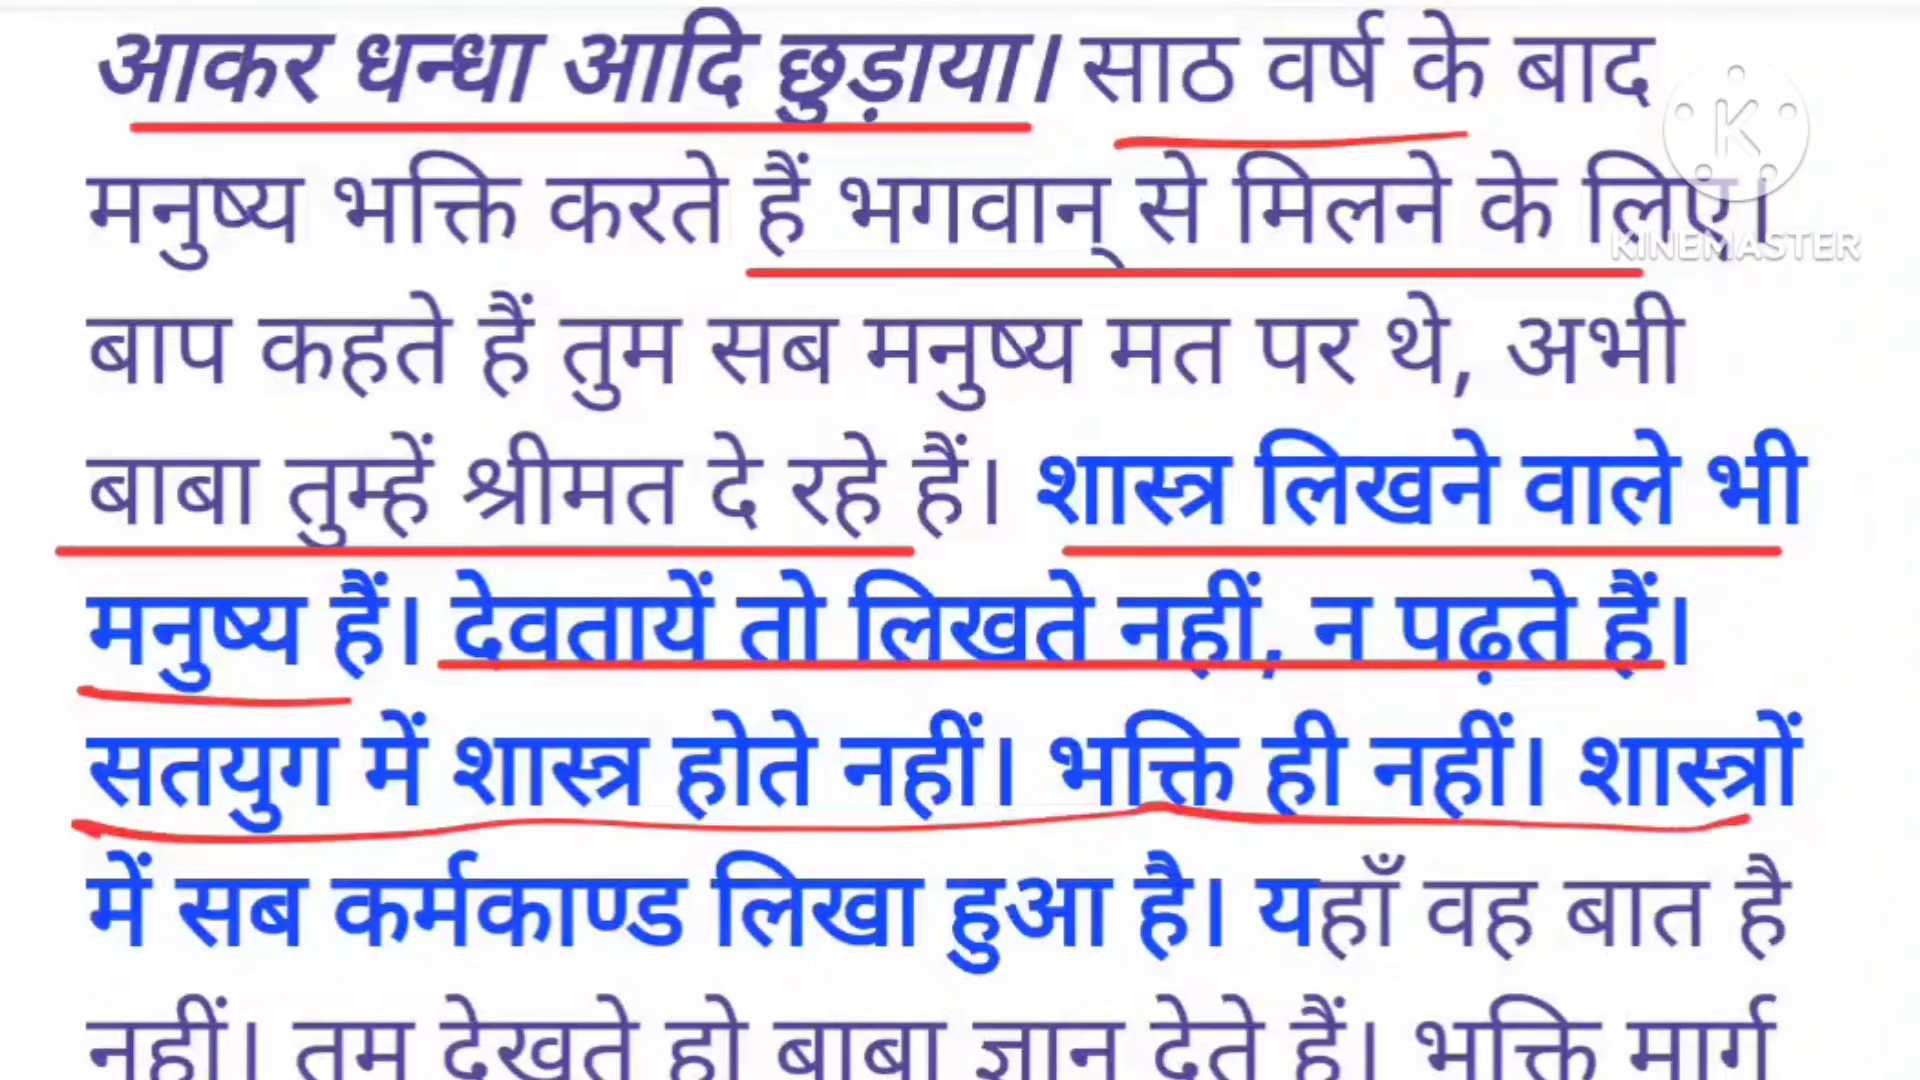 आकर धन्धा आदि छुड़ाया। साठ वर्ष के बाद
मनुष्य भक्ति करते हैं भगवान् से मिलने के लिए।
बाप कहते हैं तुम सब मनुष्य मत पर थे, अभी
बाबा तुम्हें श्रीमत दे रहे हैं। शास्त्र लिखने वाले भी
मनुष्य हैं। देवतायें तो लिखते नहीं, न पढ़ते हैं।
सतयुग में शास्त्र होते नहीं। भक्ति ही नहीं। शास्त्रों
में सब कर्मकाण्ड लिखा हुआ है। यहाँ वह बात है
नहीं। तुम देखते हो बाबा ज्ञान देते हैं। भक्ति मार्ग
K
KINEMASTER